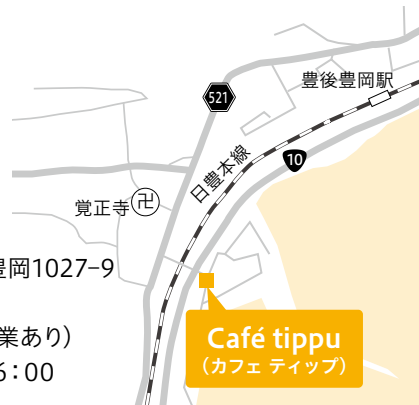 豊後豊岡駅
521
日豊本線
10
覚正寺
卍
豊岡1027-9
業あり）
6：00
Café tippu
（カフェ ティップ）